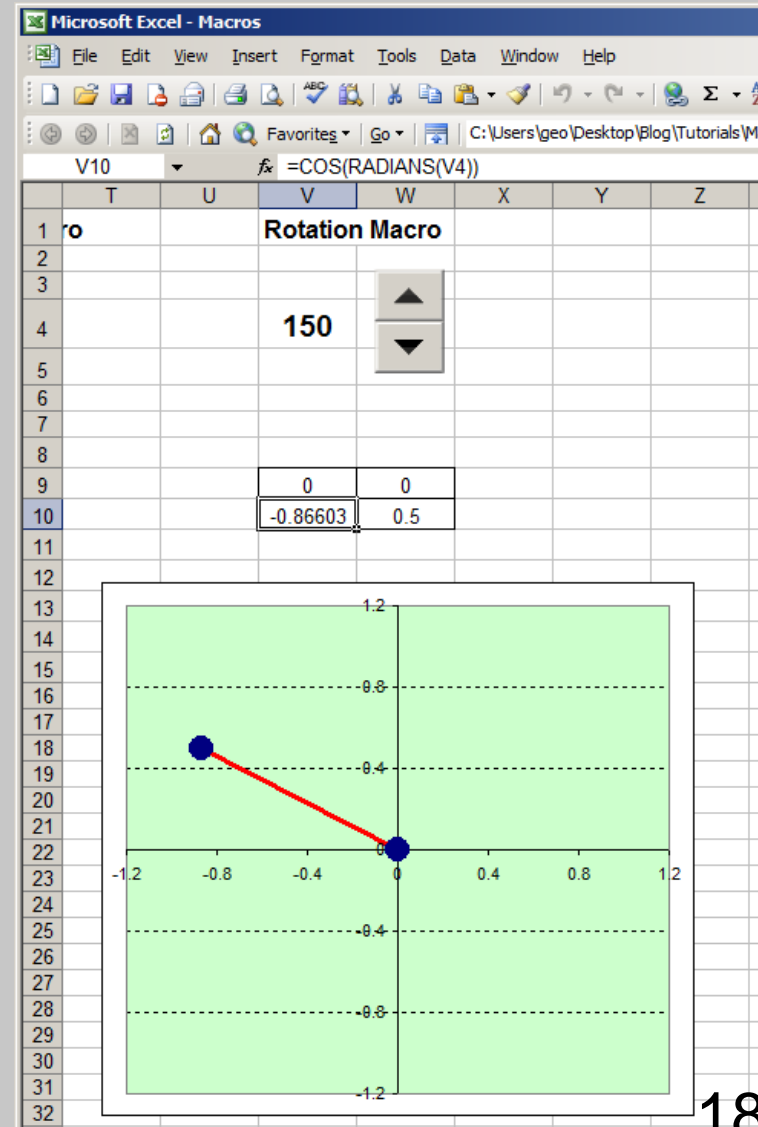 Microsoft Excel - Macros
File Edit View Insert Format Tools Data Window Help
ABC Σ
Favorites Go C:\Users\geo\Desktop\Blog\Tutorials\M
V10 fx =COS(RADIANS(V4))
T U V W X Y Z
1 ro Rotation Macro
2
3
4 150
5
6
7
8
9 0 0
10 -0.86603 0.5
11
12
13 1.2
14
15
16 0.8
17
18
19 0.4
20
21
22 0
23 -1.2 -0.8 -0.4 0 0.4 0.8 1.2
24
25 -0.4
26
27
28 -0.8
29
30
31 -1.2
32 18